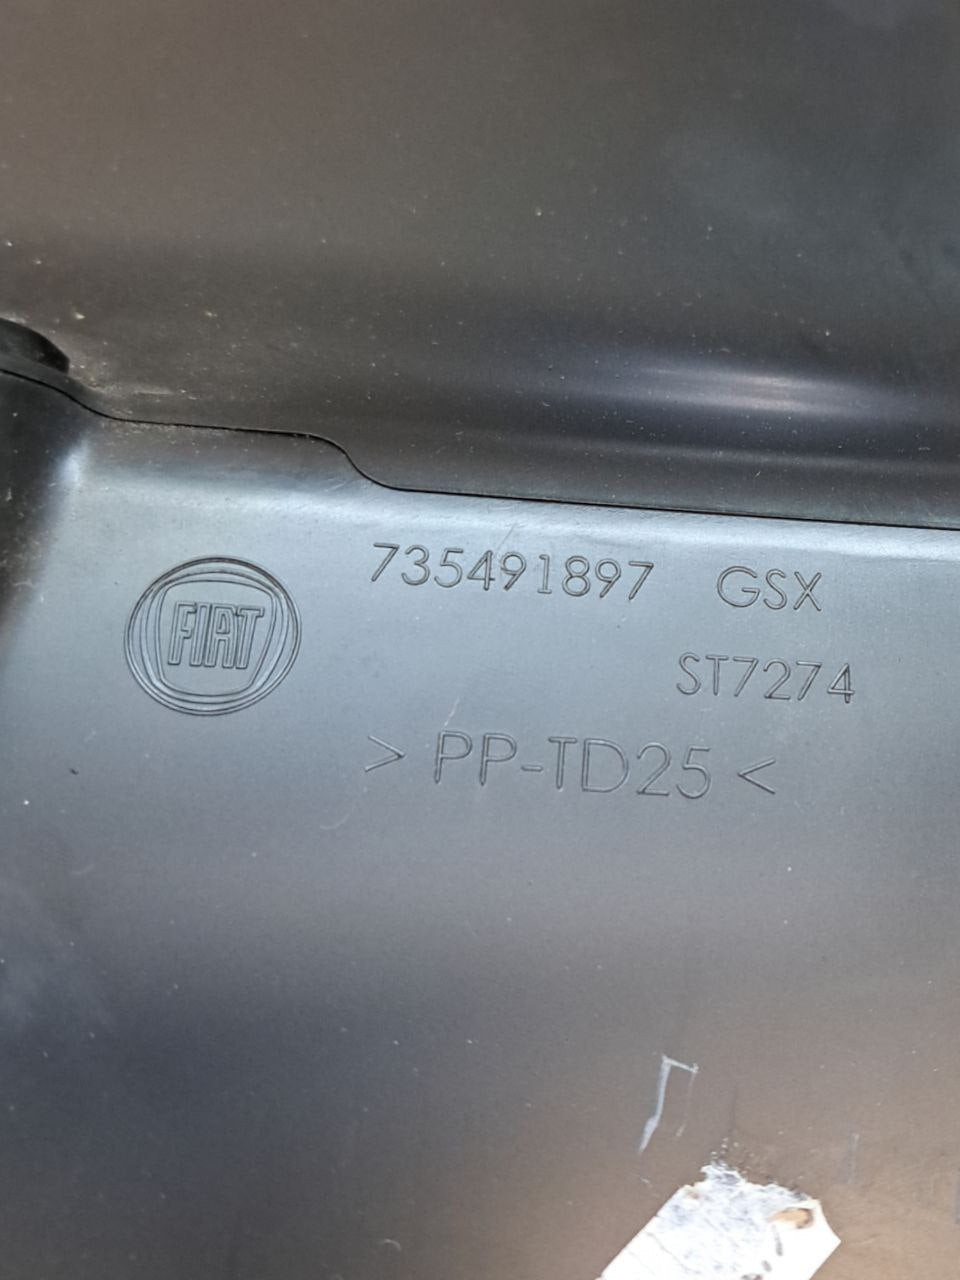 735491897 GSX
FIAT
ST7274
> PP-TD25 <